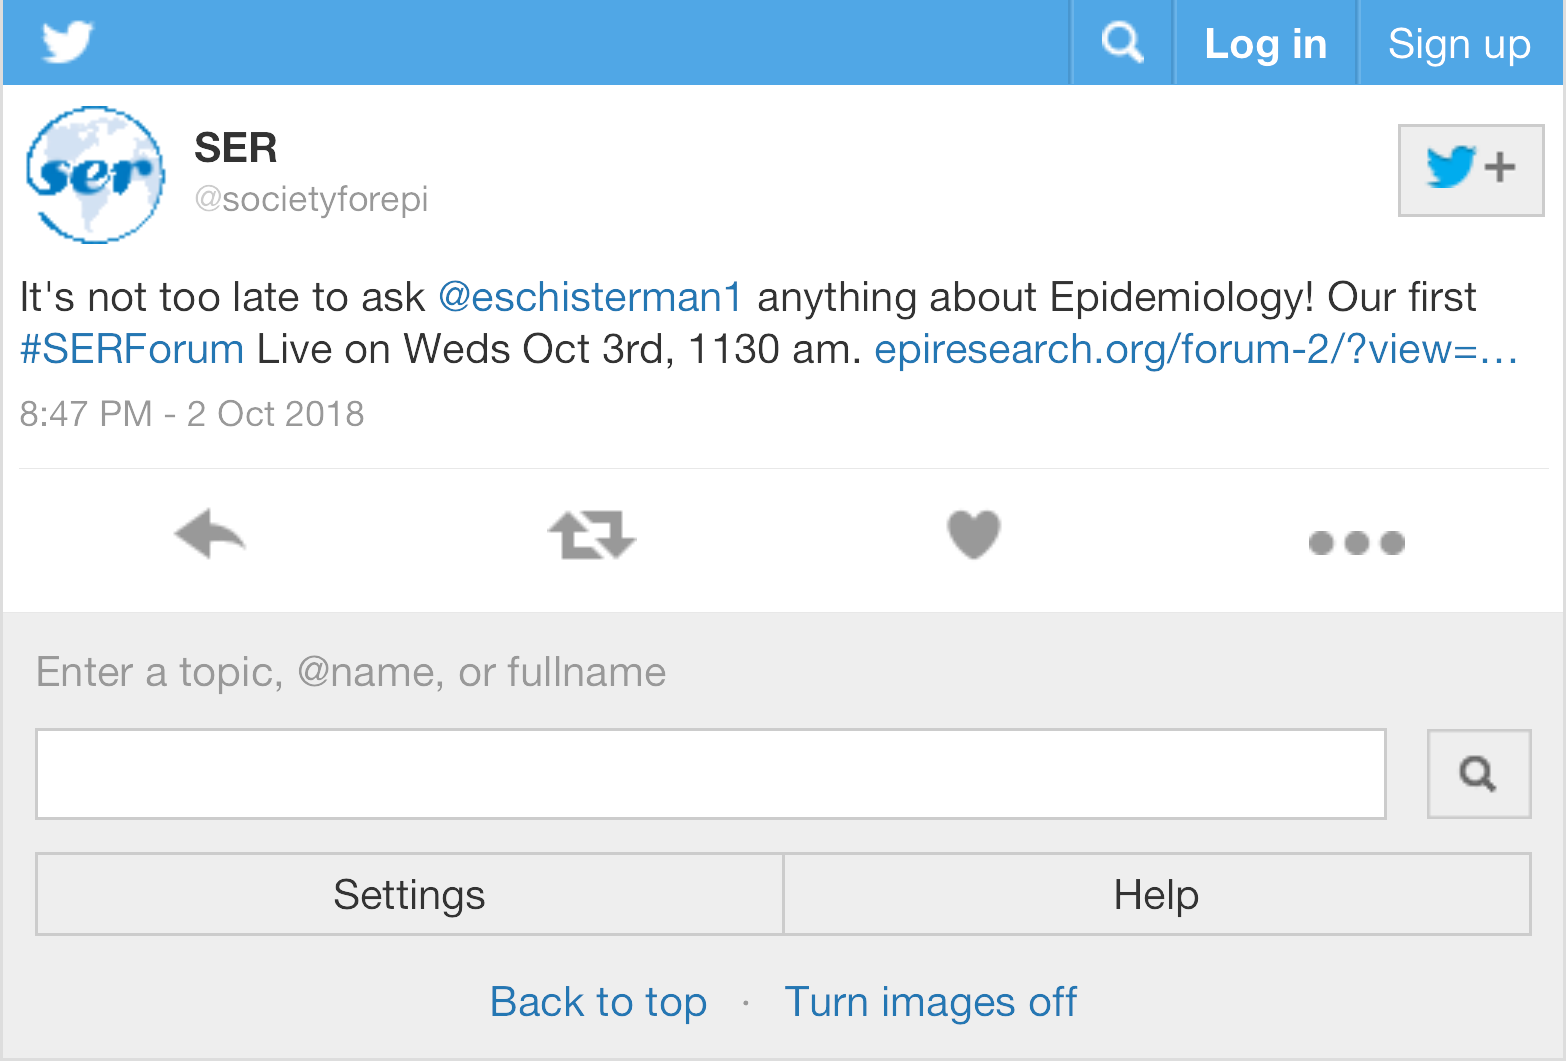 Log in
Sign up
ser
SER
@societyforepi
+
It's not too late to ask @eschisterman1 anything about Epidemiology! Our first
#SERForum Live on Weds Oct 3rd, 1130 am. epiresearch.org/forum-2/?view=…
8:47 PM - 2 Oct 2018
Enter a topic, @name, or fullname
Settings
Help
Back to top · Turn images off